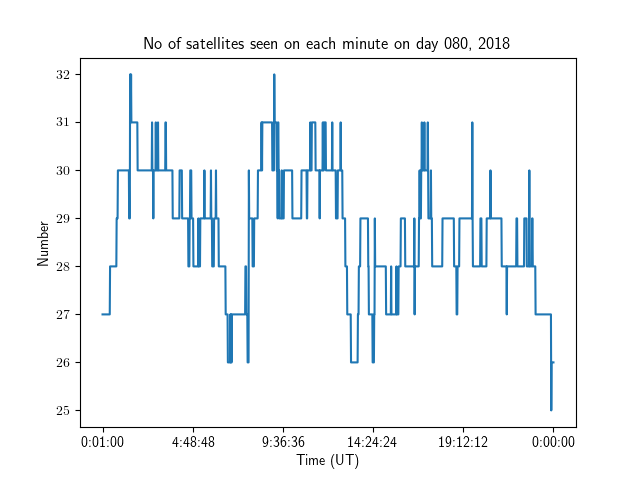 No of satellites seen on each minute on day 080, 2018
32
31
30
29
28
27
26
25
Number
0:01:00 4:48:48 9:36:36 14:24:24 19:12:12 0:00:00
Time (UT)